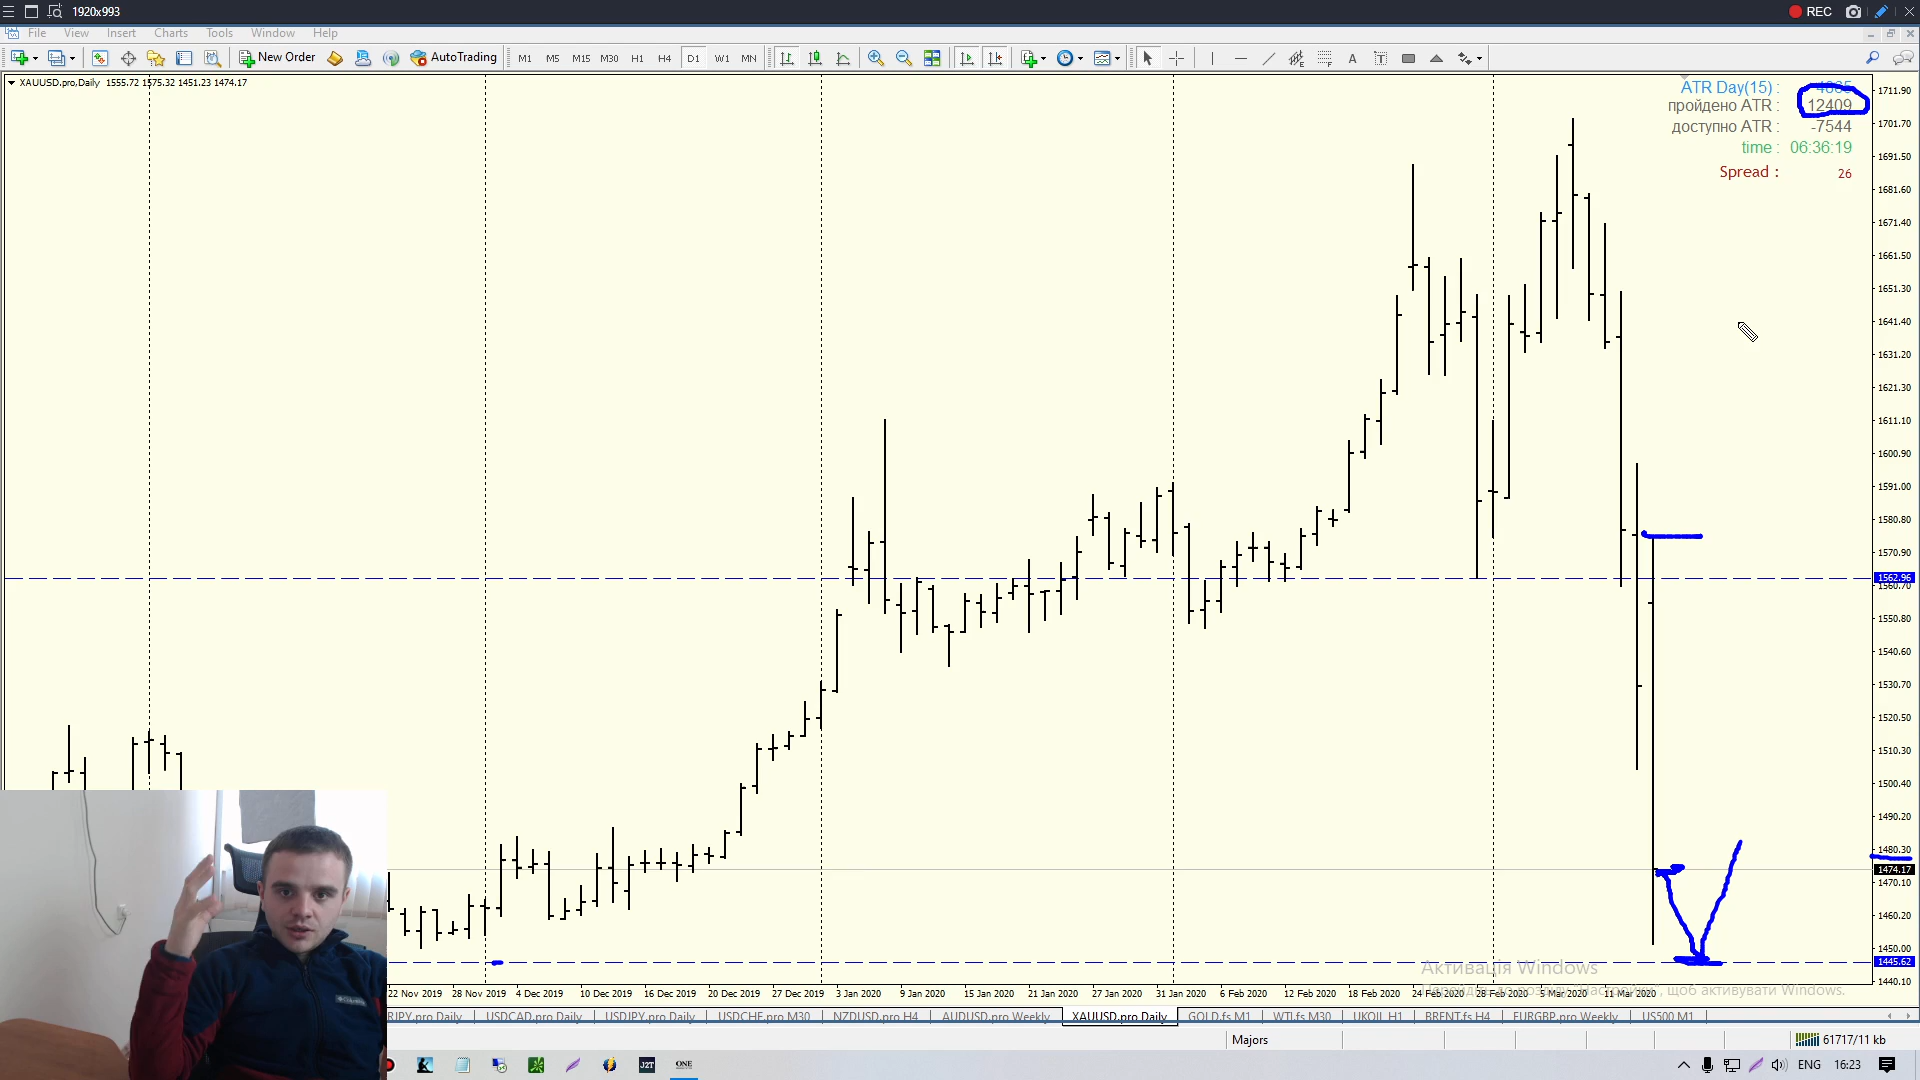 1920x993
REC
File View Insert Charts Tools Window Help
New Order AutoTrading M1 M5 M15 M30 H1 H4 D1 W1 MN
XAUUSD.pro,Daily 1555.72 1575.32 1451.23 1474.17
ATR Day(15) :
пройдено ATR : 12409
доступно ATR : -7544
time : 06:36:19
Spread : 26
1711.90
1701.70
1691.50
1681.60
1671.40
1661.50
1651.30
1641.40
1631.20
1621.30
1611.10
1600.90
1591.00
1580.80
1570.90
1562.96
1560.70
1550.80
1540.60
1530.70
1520.50
1510.30
1500.40
1490.20
1480.30
1474.17
1470.10
1460.20
1450.00
1445.62
1440.10
Активація Windows
щоб активувати Windows.
22 Nov 2019 28 Nov 2019 4 Dec 2019 10 Dec 2019 16 Dec 2019 20 Dec 2019 27 Dec 2019 3 Jan 2020 9 Jan 2020 15 Jan 2020 21 Jan 2020 27 Jan 2020 31 Jan 2020 6 Feb 2020 12 Feb 2020 18 Feb 2020 24 Feb 2020 28 Feb 2020 5 Mar 2020 11 Mar 2020
RJPY.pro Daily USDCAD.pro Daily USDJPY.pro Daily USDCHF.pro M30 NZDUSD.pro H4 AUDUSD.pro Weekly XAUUSD.pro Daily GOLD.fs M1 WTI.fs M30 UKOIL H1 BRENT.fs H4 EURGBP.pro Weekly US500 M1
Majors 61717/11 kb
J2T ONE ENG 16:23